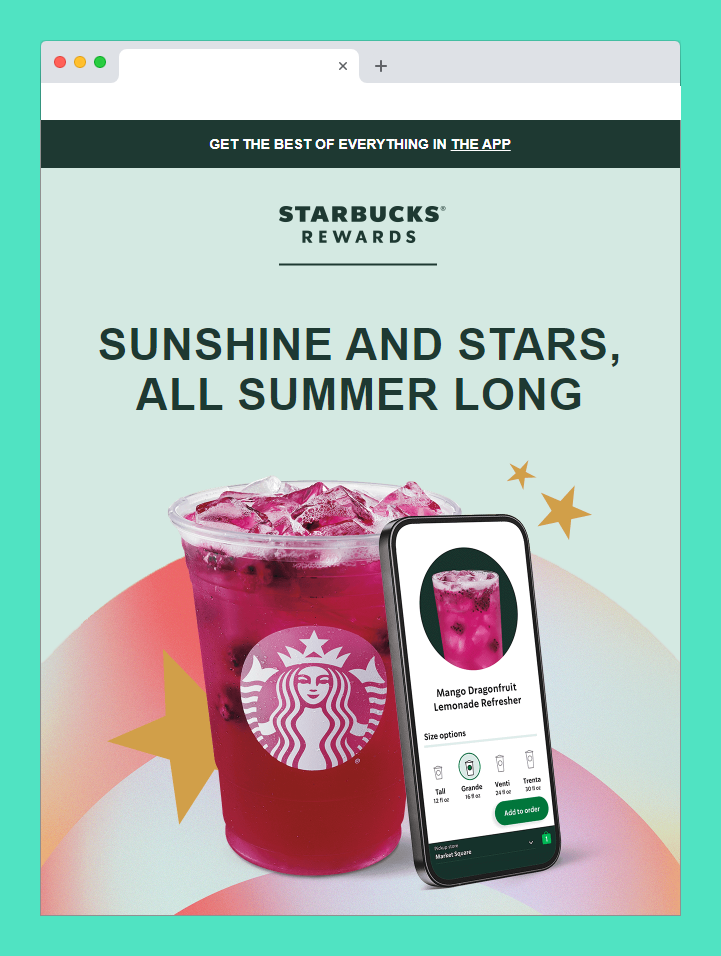 GET THE BEST OF EVERYTHING IN THE APP
STARBUCKS®
REWARDS
SUNSHINE AND STARS,
ALL SUMMER LONG
Mango Dragonfruit
Lemonade Refresher
Size options
Tall
12 fl oz
Grande
16 fl oz
Venti
24 fl oz
Trenta
30 fl oz
Add to order
Pickup store
Market Square
1
®